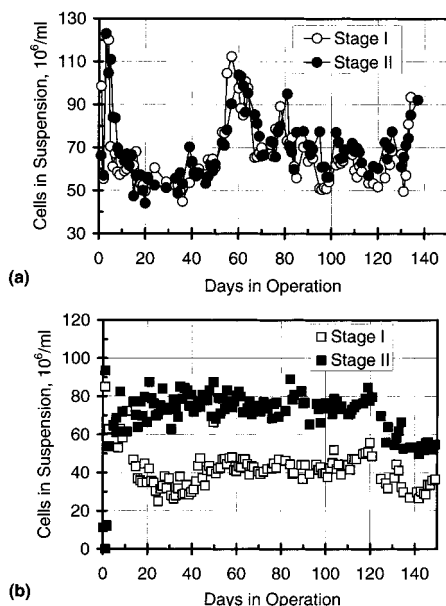 130
110
90
70
50
30
Cells in Suspension, 10⁶/ml
Stage I
Stage II
0 20 40 60 80 100 120 140
(a)
Days in Operation
120
100
80
60
40
20
0
Cells in Suspension, 10⁶/ml
Stage I
Stage II
0 20 40 60 80 100 120 140
(b)
Days in Operation